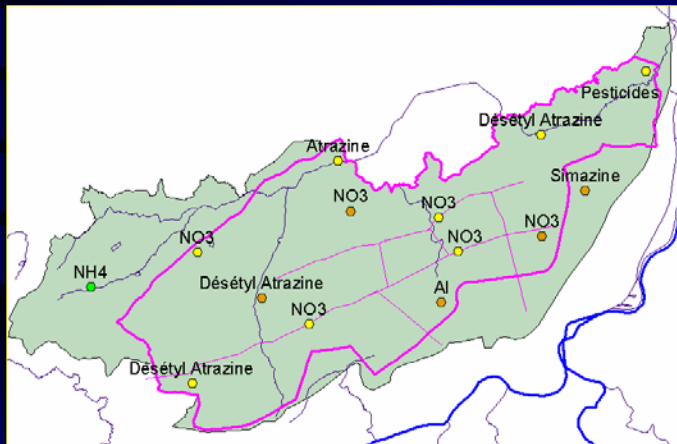 Pesticides
Désétyl Atrazine
Atrazine
Simazine
NO3
NO3
NO3
NO3
NO3
NH4
Désétyl Atrazine
Al
NO3
Désétyl Atrazine